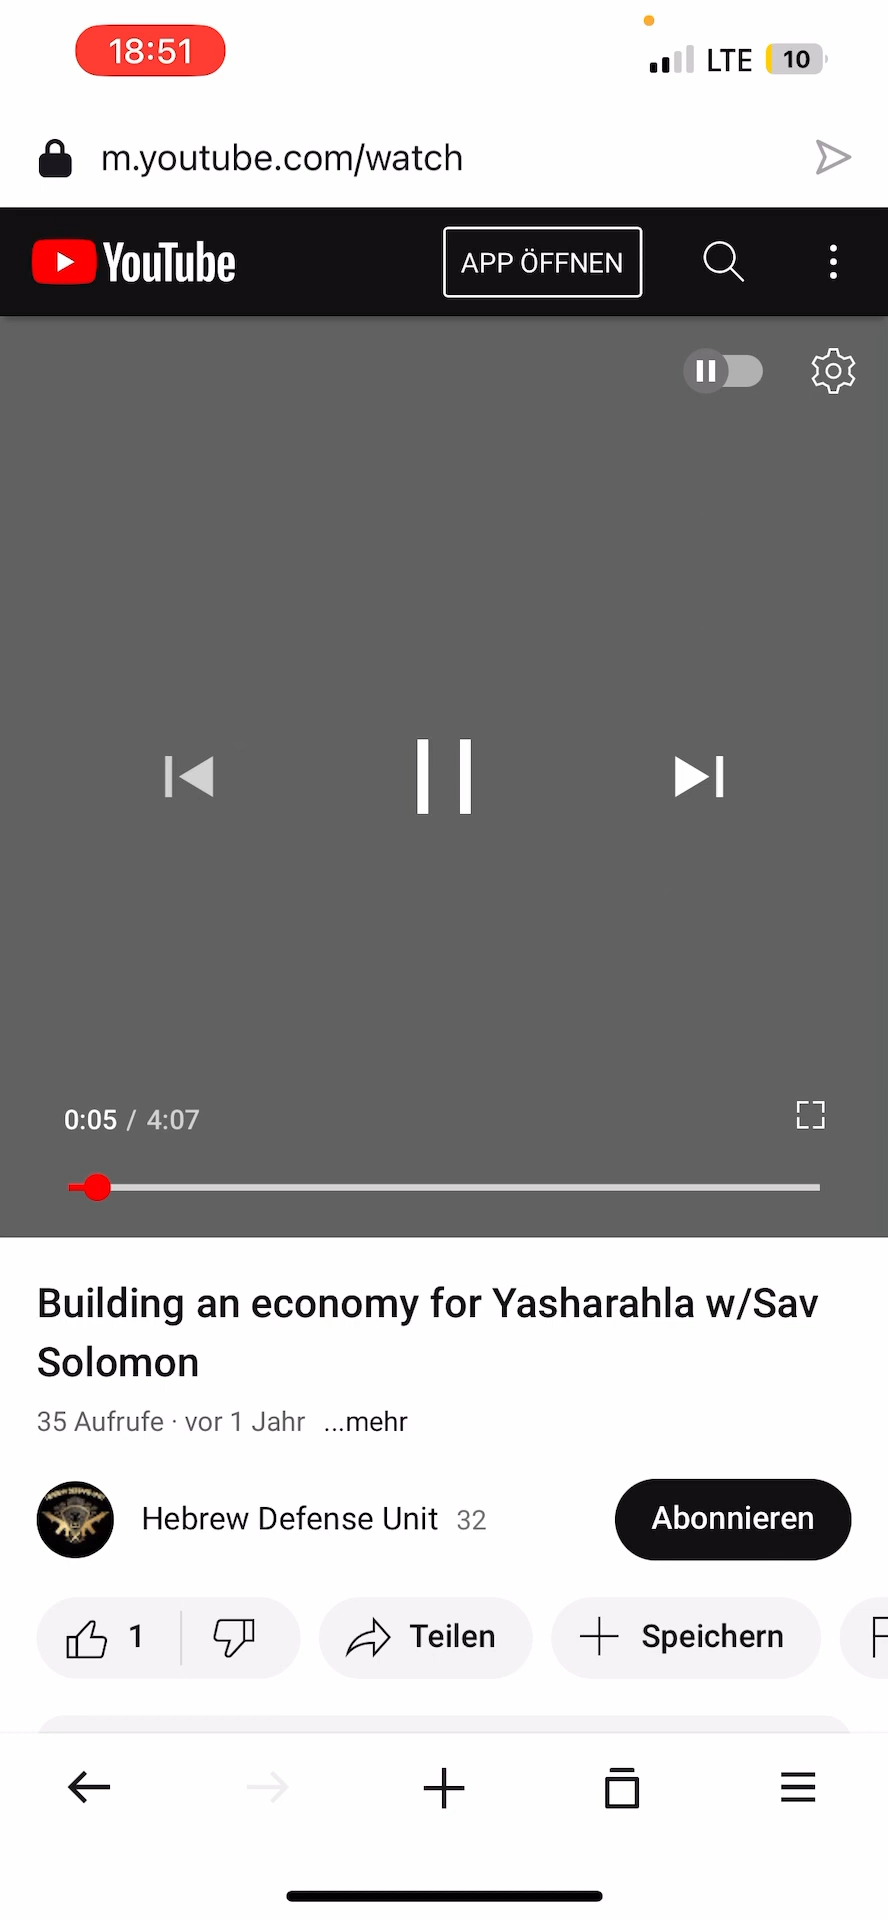 18:51
LTE 10
m.youtube.com/watch
YouTube
APP ÖFFNEN
0:05 / 4:07
Building an economy for Yasharahla w/Sav
Solomon
35 Aufrufe · vor 1 Jahr ...mehr
Hebrew Defense Unit 32
Abonnieren
1
Teilen
Speichern